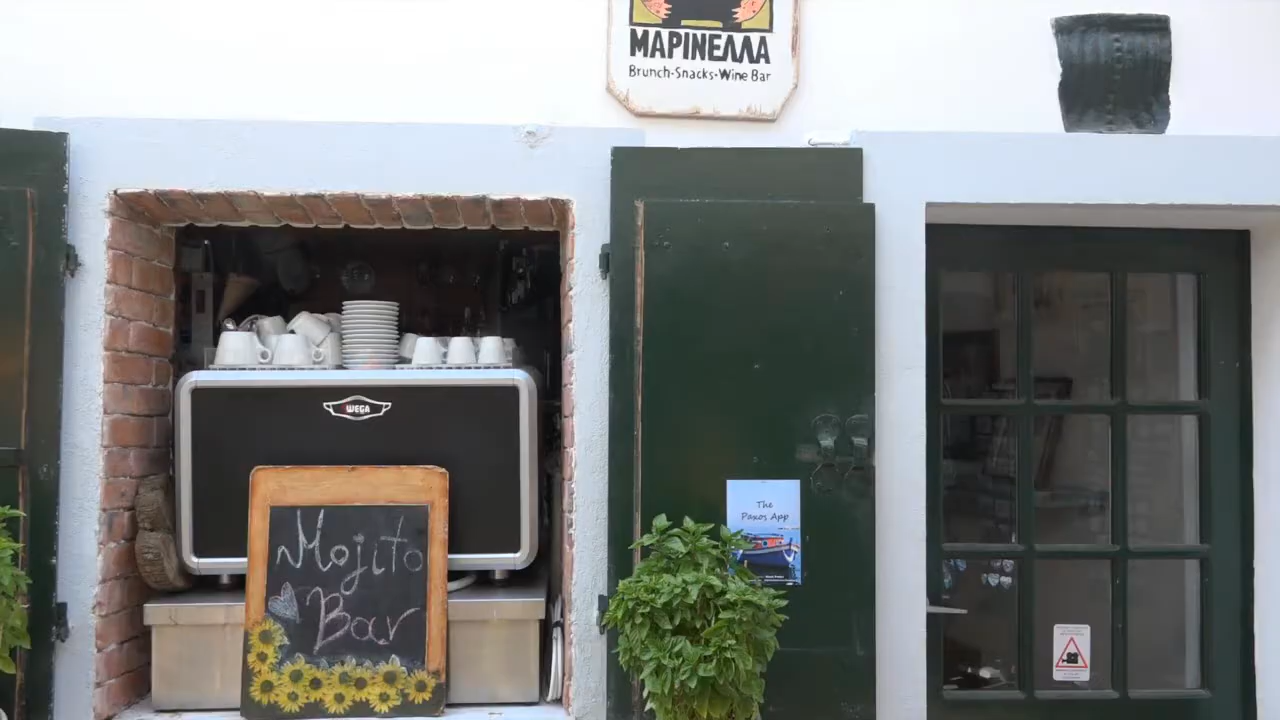 ΜΑΡΙΝΕΛΛΑ
Brunch-Snacks-Wine Bar
WEGA
Mojito
Bar
The
Paxos App